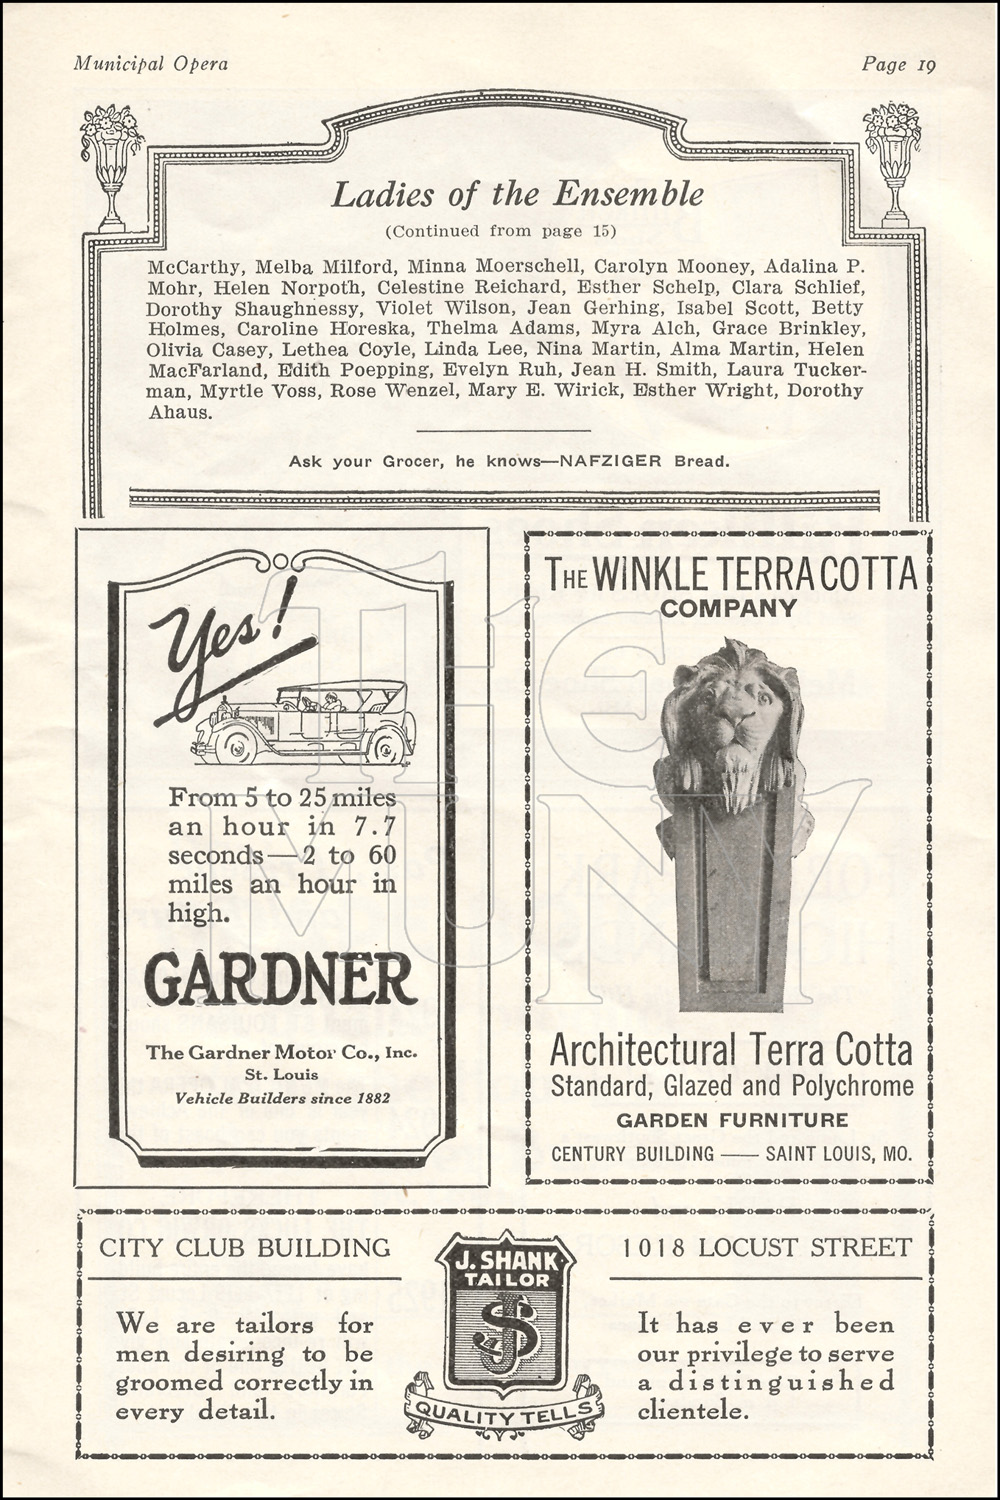 Municipal Opera
Page 19
Ladies of the Ensemble
(Continued from page 15)
McCarthy, Melba Milford, Minna Moerschell, Carolyn Mooney, Adalina P.
Mohr, Helen Norpoth, Celestine Reichard, Esther Schelp, Clara Schlief,
Dorothy Shaughnessy, Violet Wilson, Jean Gerhing, Isabel Scott, Betty
Holmes, Caroline Horeska, Thelma Adams, Myra Alch, Grace Brinkley,
Olivia Casey, Lethea Coyle, Linda Lee, Nina Martin, Alma Martin, Helen
MacFarland, Edith Poepping, Evelyn Ruh, Jean H. Smith, Laura Tucker-
man, Myrtle Voss, Rose Wenzel, Mary E. Wirick, Esther Wright, Dorothy
Ahaus.
Ask your Grocer, he knows—NAFZIGER Bread.
Yes!
From 5 to 25 miles
an hour in 7.7
seconds—2 to 60
miles an hour in
high.
GARDNER
The Gardner Motor Co., Inc.
St. Louis
Vehicle Builders since 1882
THE WINKLE TERRA COTTA
COMPANY
Architectural Terra Cotta
Standard, Glazed and Polychrome
GARDEN FURNITURE
CENTURY BUILDING — SAINT LOUIS, MO.
THE
MUNY
CITY CLUB BUILDING
We are tailors for
men desiring to be
groomed correctly in
every detail.
J. SHANK
TAILOR
JS
QUALITY TELLS
1018 LOCUST STREET
It has ever been
our privilege to serve
a distinguished
clientele.